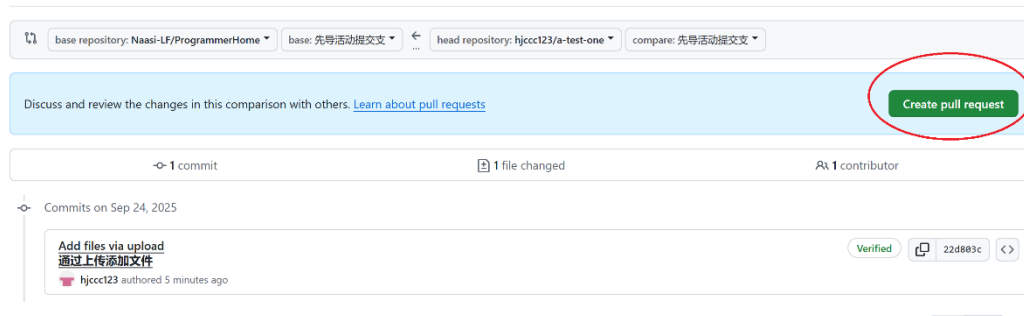 base repository: Naasi-LF/ProgrammerHome base: 先导活动提交支 ... head repository: hjccc123/a-test-one compare: 先导活动提交支
Discuss and review the changes in this comparison with others. Learn about pull requests Create pull request
1 commit 1 file changed 1 contributor
Commits on Sep 24, 2025
Add files via upload Verified 22d803c
通过上传添加文件
hjccc123 authored 5 minutes ago